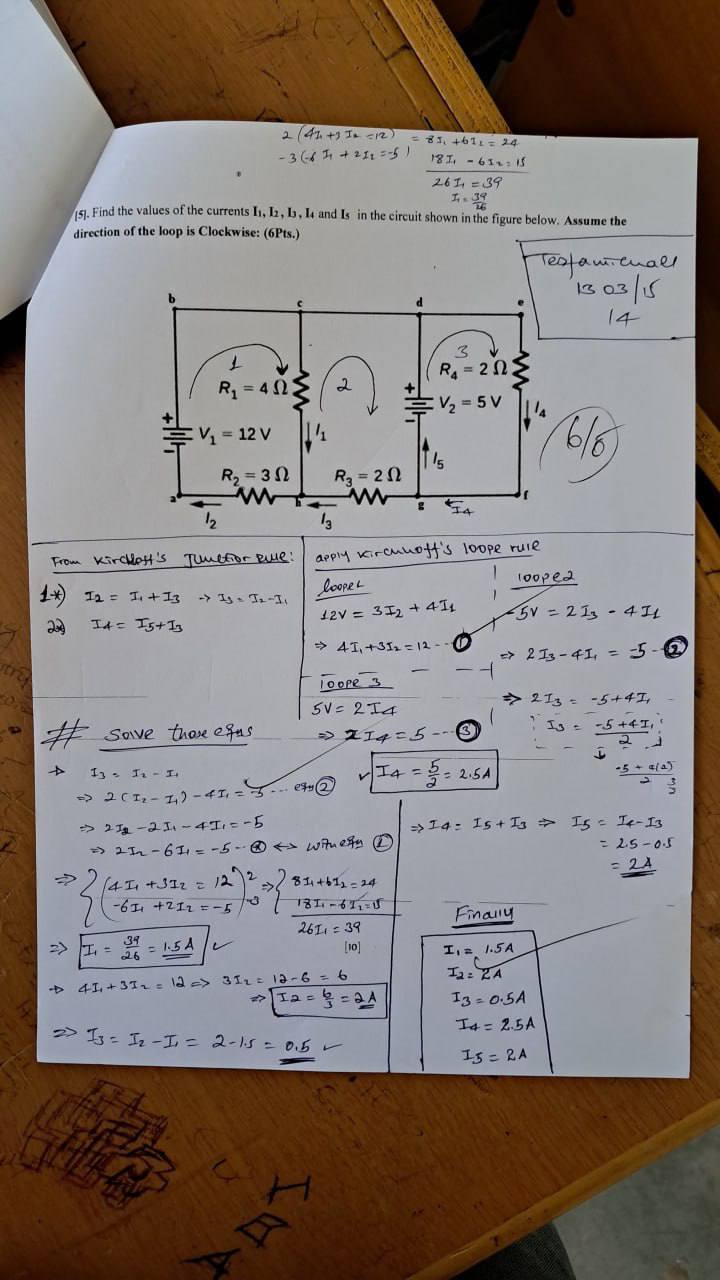 2 (4I₁ + 3I₂ = 12) = 8I₁ + 6I₂ = 24
-3 (-6I₁ + 2I₂ = -5) 18I₁ - 6I₂ = 15
26I₁ = 39
I₁ = 39/26
[5]. Find the values of the currents I₁, I₂, I₃, I₄ and I₅ in the circuit shown in the figure below. Assume the
direction of the loop is Clockwise: (6Pts.)
1303/15
14
b c d e
1 2 3
R₁ = 4 Ω
R₄ = 2 Ω
+ V₁ = 12 V -
+ V₂ = 5 V -
I₁ I₄
6/6
R₂ = 3 Ω R₃ = 2 Ω I₅
a h g f
I₂ I₃ I₄
From Kirchhoff's Junction Rule:
1*) I₂ = I₁ + I₃ → I₃ = I₂ - I₁
2*) I₄ = I₅ + I₃
apply Kirchhoff's loope rule
loope1
12V = 3I₂ + 4I₁
⇒ 4I₁ + 3I₂ = 12 --- ①
loope2
-5V = 2I₃ - 4I₁
⇒ 2I₃ - 4I₁ = -5 - ②
⇒ 2I₃ = -5 + 4I₁
I₃ = -5 + 4I₁ / 2
loope 3
5V = 2I₄
⇒ 2I₄ = 5 --- ③
✓ I₄ = 5/2 = 2.5A
# Solve those eqns
→ I₃ = I₂ - I₁
⇒ 2(I₂ - I₁) - 4I₁ = -5 ... eqn ②
⇒ 2I₂ - 2I₁ - 4I₁ = -5
⇒ 2I₂ - 6I₁ = -5 -- ④ ↔ with eqn ①
⇒ { (4I₁ + 3I₂ = 12) 2 ⇒ { 8I₁ + 6I₂ = 24
(-6I₁ + 2I₂ = -5) -3 18I₁ - 6I₂ = 15
26I₁ = 39
[10]
⇒ I₁ = 39/26 = 1.5A ✓
→ 4I₁ + 3I₂ = 12 ⇒ 3I₂ = 12 - 6 = 6
⇒ I₂ = 6/3 = 2A
⇒ I₃ = I₂ - I₁ = 2 - 1.5 = 0.5 ✓
⇒ I₄ = I₅ + I₃ ⇒ I₅ = I₄ - I₃
= 2.5 - 0.5
= 2A
Finally
I₁ = 1.5A
I₂ = 2A
I₃ = 0.5A
I₄ = 2.5A
I₅ = 2A